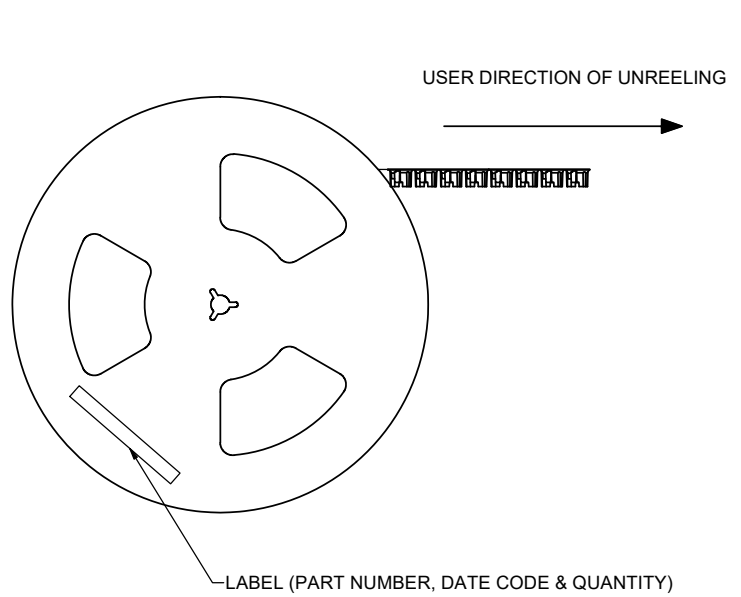 USER DIRECTION OF UNREELING
LABEL (PART NUMBER, DATE CODE & QUANTITY)